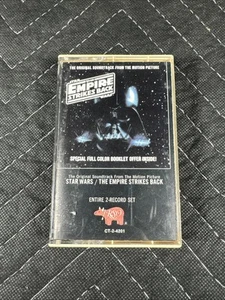 THE ORIGINAL SOUNDTRACK FROM THE MOTION PICTURE
THE
EMPIRE
STRIKES BACK
SPECIAL FULL COLOR BOOKLET OFFER INSIDE!
The Original Soundtrack From The Motion Picture
STAR WARS / THE EMPIRE STRIKES BACK
ENTIRE 2-RECORD SET
RSO
CT-2-4201